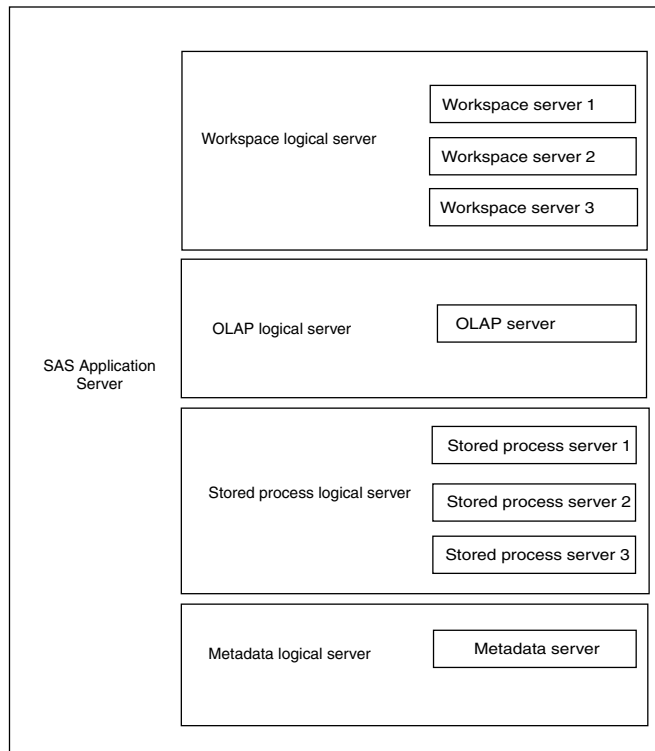 SAS Application
Server
Workspace logical server
Workspace server 1
Workspace server 2
Workspace server 3
OLAP logical server
OLAP server
Stored process logical server
Stored process server 1
Stored process server 2
Stored process server 3
Metadata logical server
Metadata server